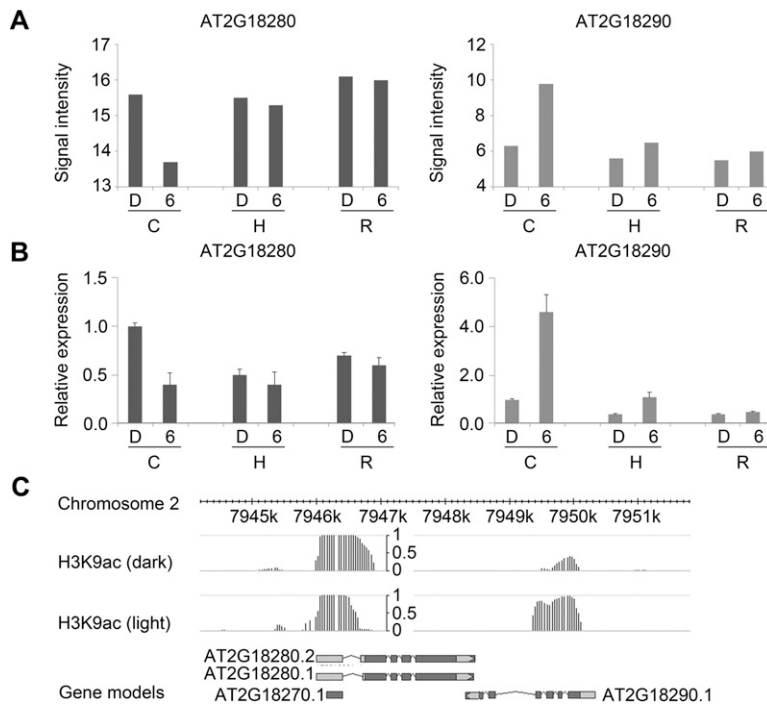 A
AT2G18280
AT2G18290
Signal intensity
17
16
15
14
13
D 6 D 6 D 6
C H R
Signal intensity
12
10
8
6
4
D 6 D 6 D 6
C H R
B
AT2G18280
AT2G18290
Relative expression
1.5
1.0
0.5
0.0
D 6 D 6 D 6
C H R
Relative expression
6.0
4.0
2.0
0.0
D 6 D 6 D 6
C H R
C
Chromosome 2
7945k 7946k 7947k 7948k 7949k 7950k 7951k
H3K9ac (dark)
1
0.5
0
H3K9ac (light)
1
0.5
0
AT2G18280.2
AT2G18280.1
Gene models AT2G18270.1 AT2G18290.1